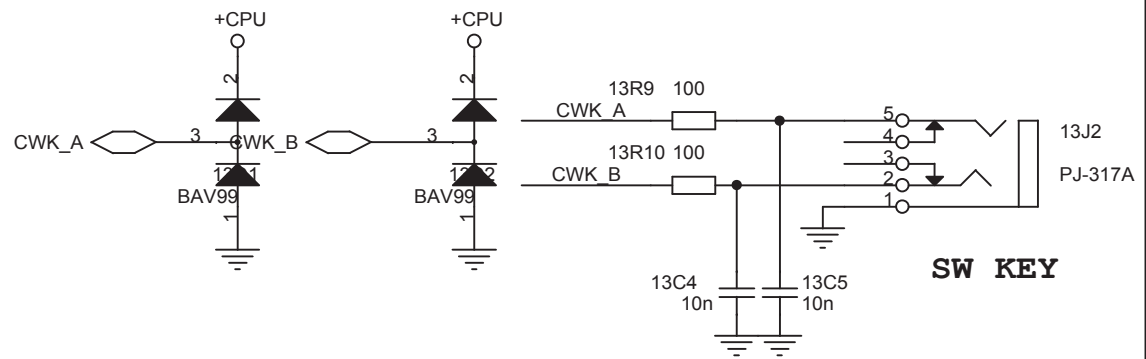 +CPU
+CPU
2
2
13R9 100
CWK_A
5
13J2
CWK_A
3
CWK_B
3
4
13R10 100
3
PJ-317A
CWK_B
2
BAV99
BAV99
1
1
1
SW KEY
13C4
10n
13C5
10n